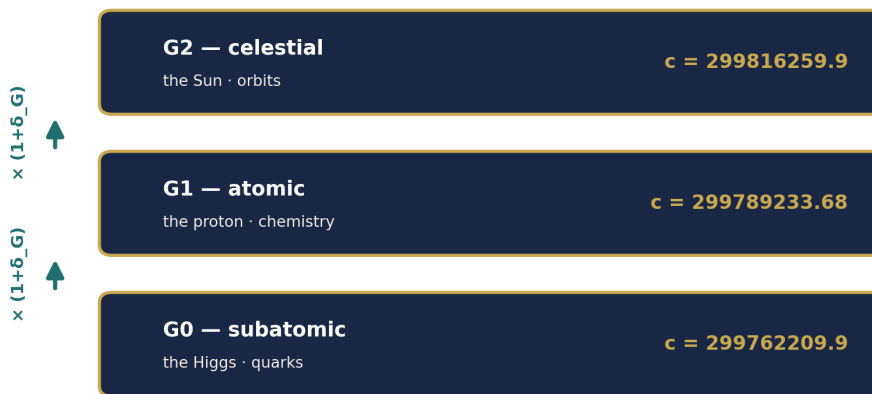 G2 — celestial
the Sun · orbits
c = 299816259.9
× (1+δ_G)
G1 — atomic
the proton · chemistry
c = 299789233.68
× (1+δ_G)
G0 — subatomic
the Higgs · quarks
c = 299762209.9